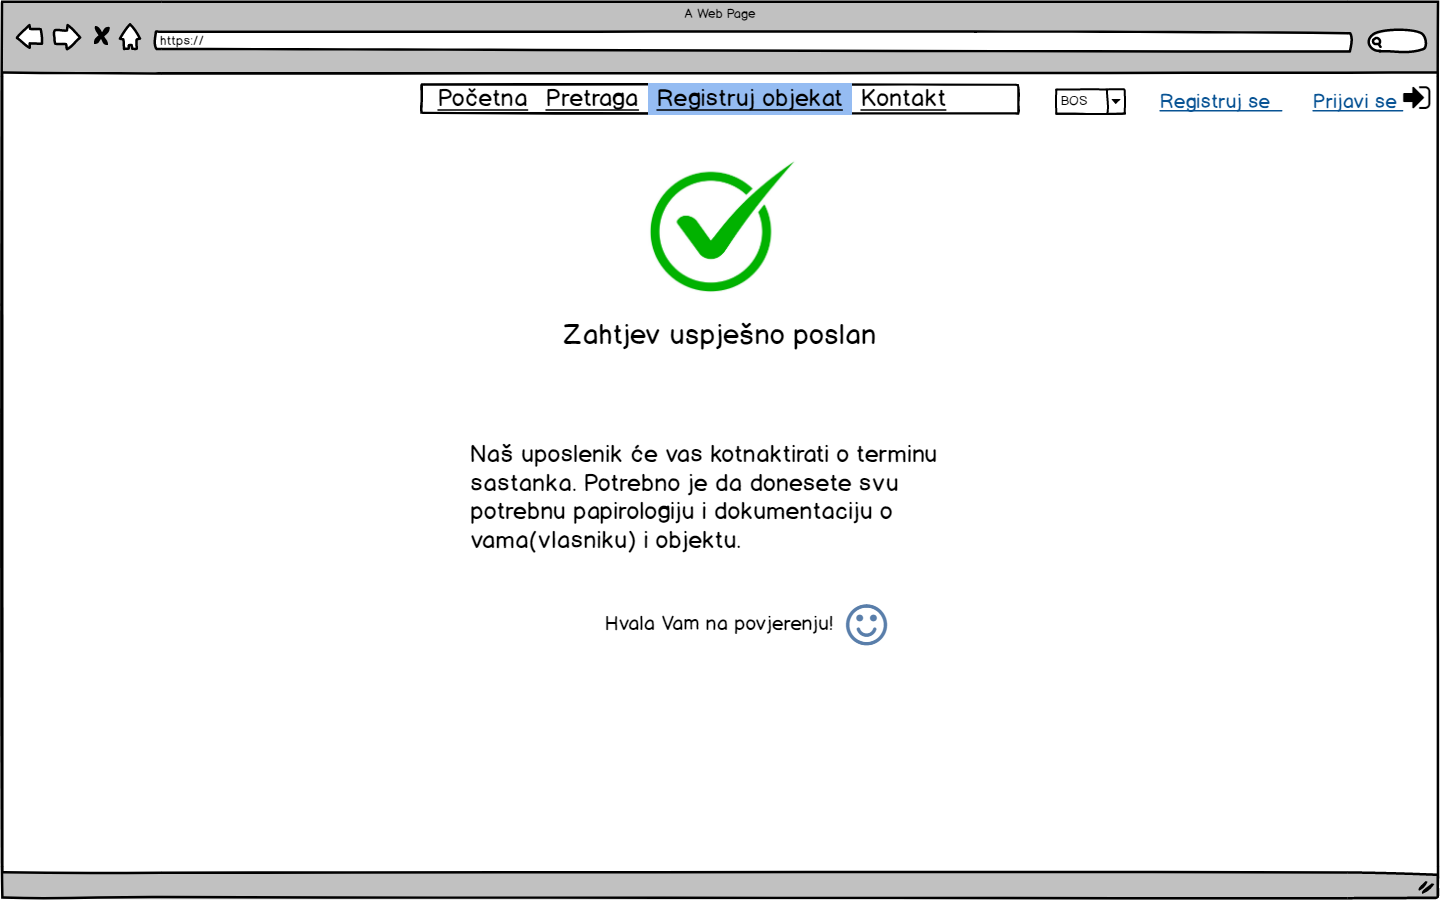 A Web Page
https://
Početna Pretraga Registruj objekat Kontakt BOS Registruj se Prijavi se
Zahtjev uspješno poslan
Naš uposlenik će vas kotnaktirati o terminu
sastanka. Potrebno je da donesete svu
potrebnu papirologiju i dokumentaciju o
vama(vlasniku) i objektu.
Hvala Vam na povjerenju!